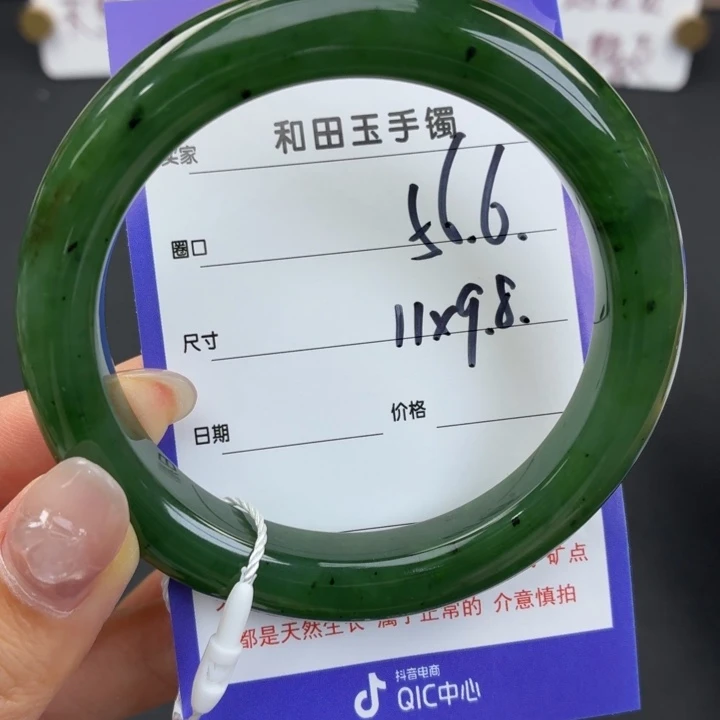 和田玉手镯
卖家
圈口 56.6.
尺寸 11x9.8.
日期 价格
矿点
都是天然生长 属于正常的 介意慎拍
抖音电商
QIC中心